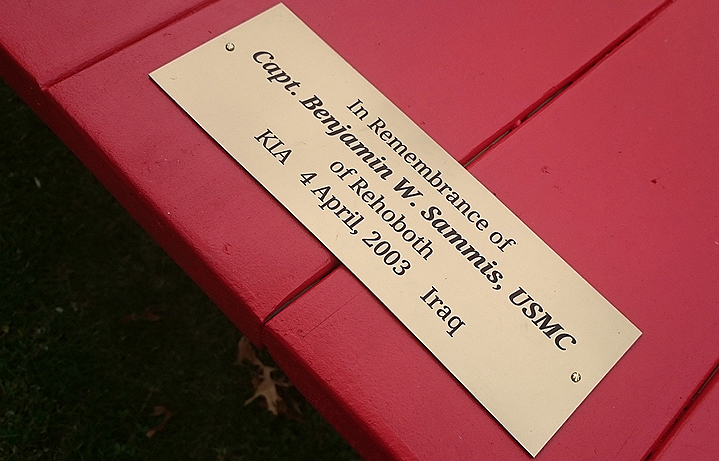 In Remembrance of
Capt. Benjamin W. Sammis, USMC
of Rehoboth
KIA 4 April, 2003 Iraq